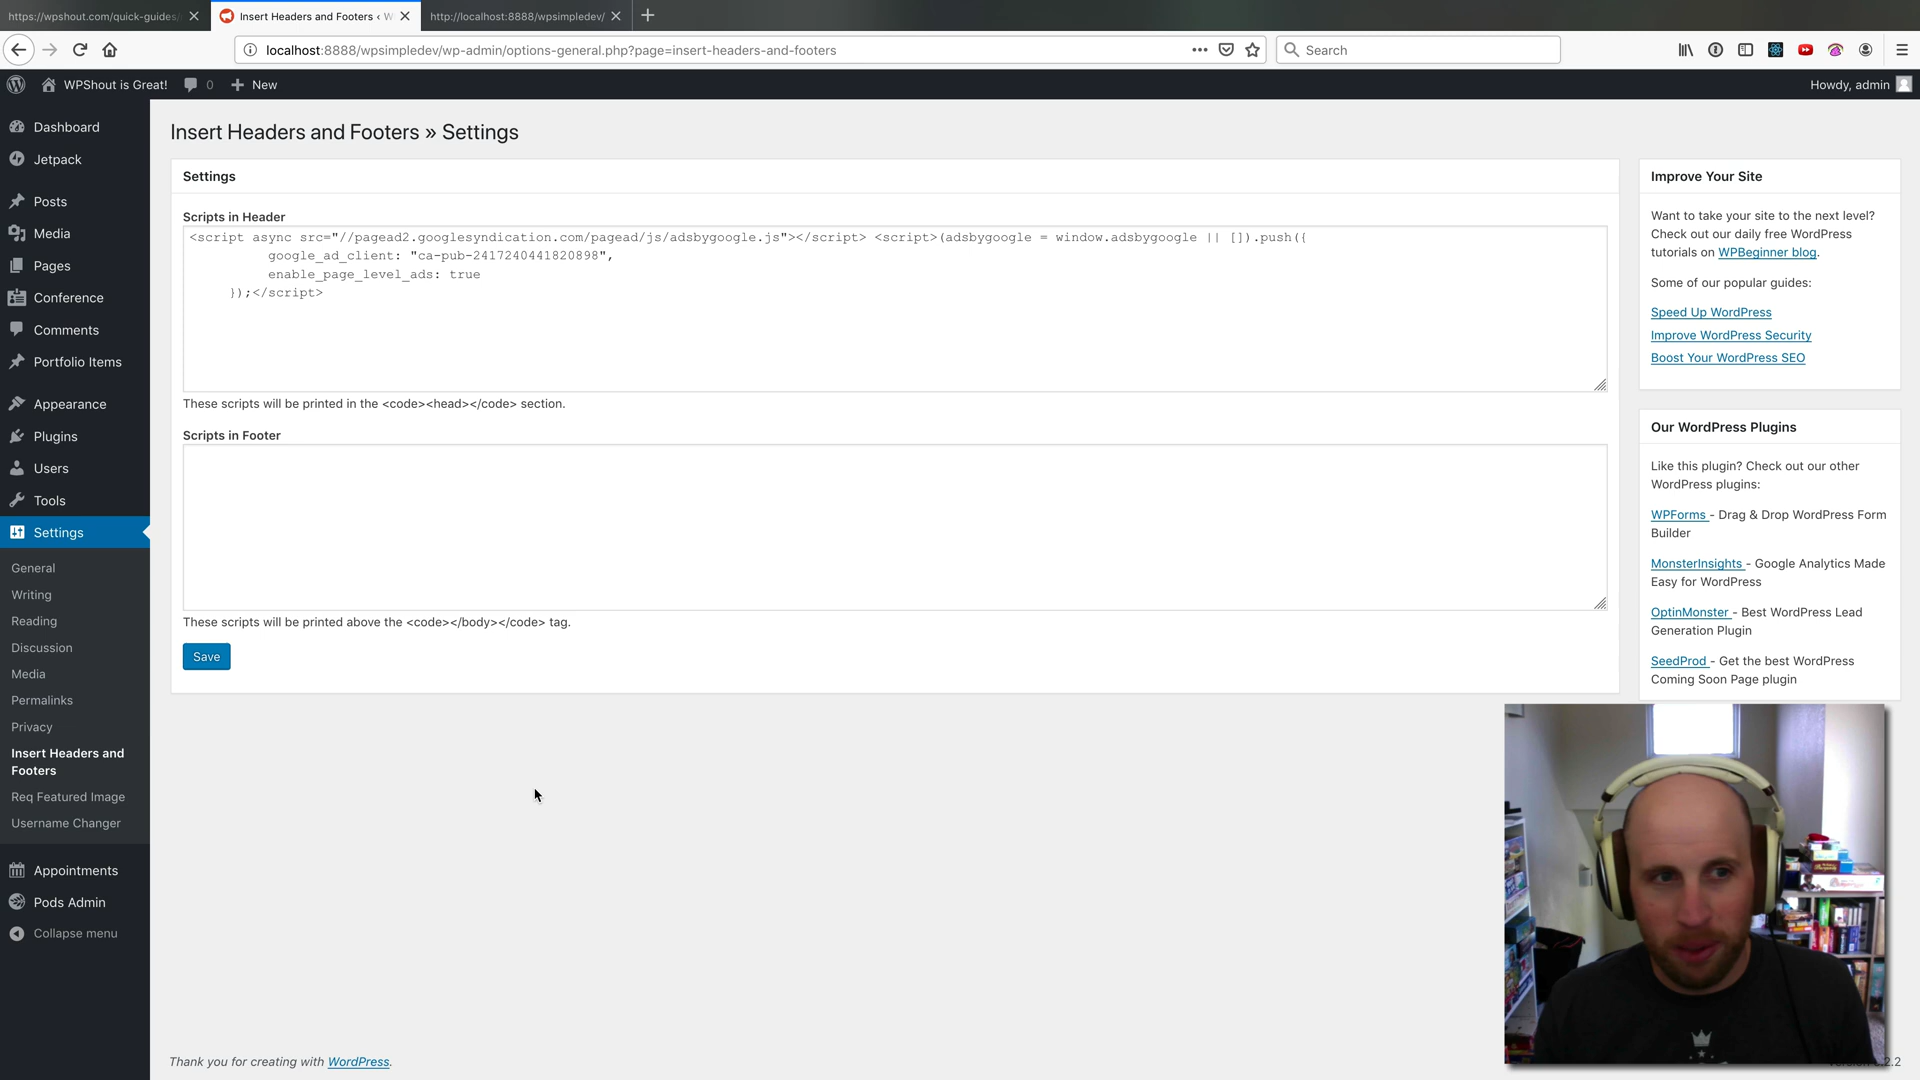 https://wpshout.com/quick-guides/
Insert Headers and Footers ‹ W
http://localhost:8888/wpsimpledev/
localhost:8888/wpsimpledev/wp-admin/options-general.php?page=insert-headers-and-footers
Search
WPShout is Great!
0
New
Howdy, admin
Dashboard
Jetpack
Posts
Media
Pages
Conference
Comments
Portfolio Items
Appearance
Plugins
Users
Tools
Settings
General
Writing
Reading
Discussion
Media
Permalinks
Privacy
Insert Headers and
Footers
Req Featured Image
Username Changer
Appointments
Pods Admin
Collapse menu
Insert Headers and Footers » Settings
Settings
Scripts in Header
<script async src="//pagead2.googlesyndication.com/pagead/js/adsbygoogle.js"></script> <script>(adsbygoogle = window.adsbygoogle || []).push({
google_ad_client: "ca-pub-2417240441820898",
enable_page_level_ads: true
});</script>
These scripts will be printed in the <code><head></code> section.
Scripts in Footer
These scripts will be printed above the <code></body></code> tag.
Save
Improve Your Site
Want to take your site to the next level?
Check out our daily free WordPress
tutorials on WPBeginner blog.
Some of our popular guides:
Speed Up WordPress
Improve WordPress Security
Boost Your WordPress SEO
Our WordPress Plugins
Like this plugin? Check out our other
WordPress plugins:
WPForms - Drag & Drop WordPress Form
Builder
MonsterInsights - Google Analytics Made
Easy for WordPress
OptinMonster - Best WordPress Lead
Generation Plugin
SeedProd - Get the best WordPress
Coming Soon Page plugin
Thank you for creating with WordPress.